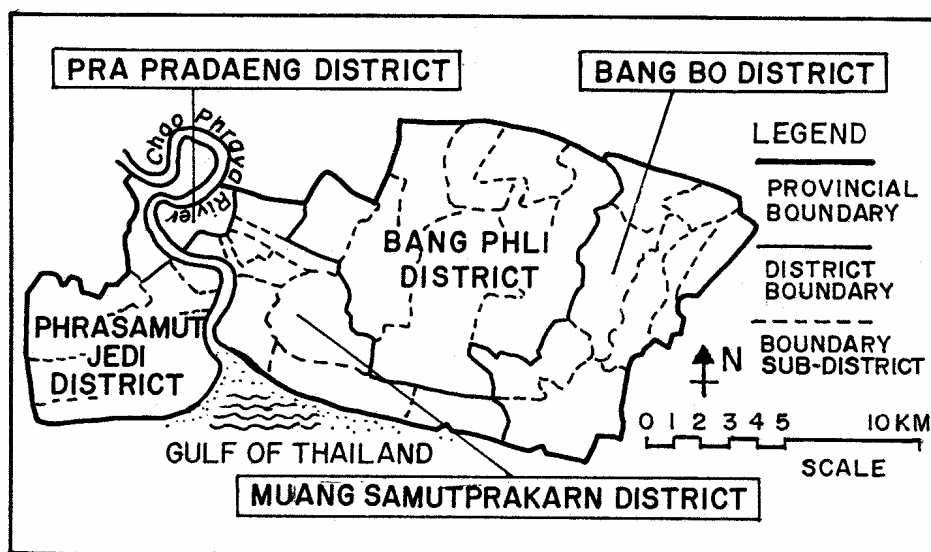 PRA PRADAENG DISTRICT
BANG BO DISTRICT
Chao Phraya River
LEGEND
PROVINCIAL
BOUNDARY
DISTRICT
BOUNDARY
BOUNDARY
SUB-DISTRICT
BANG PHLI
DISTRICT
PHRASAMUT
JEDI
DISTRICT
N
0 1 2 3 4 5 10 KM
SCALE
GULF OF THAILAND
MUANG SAMUTPRAKARN DISTRICT